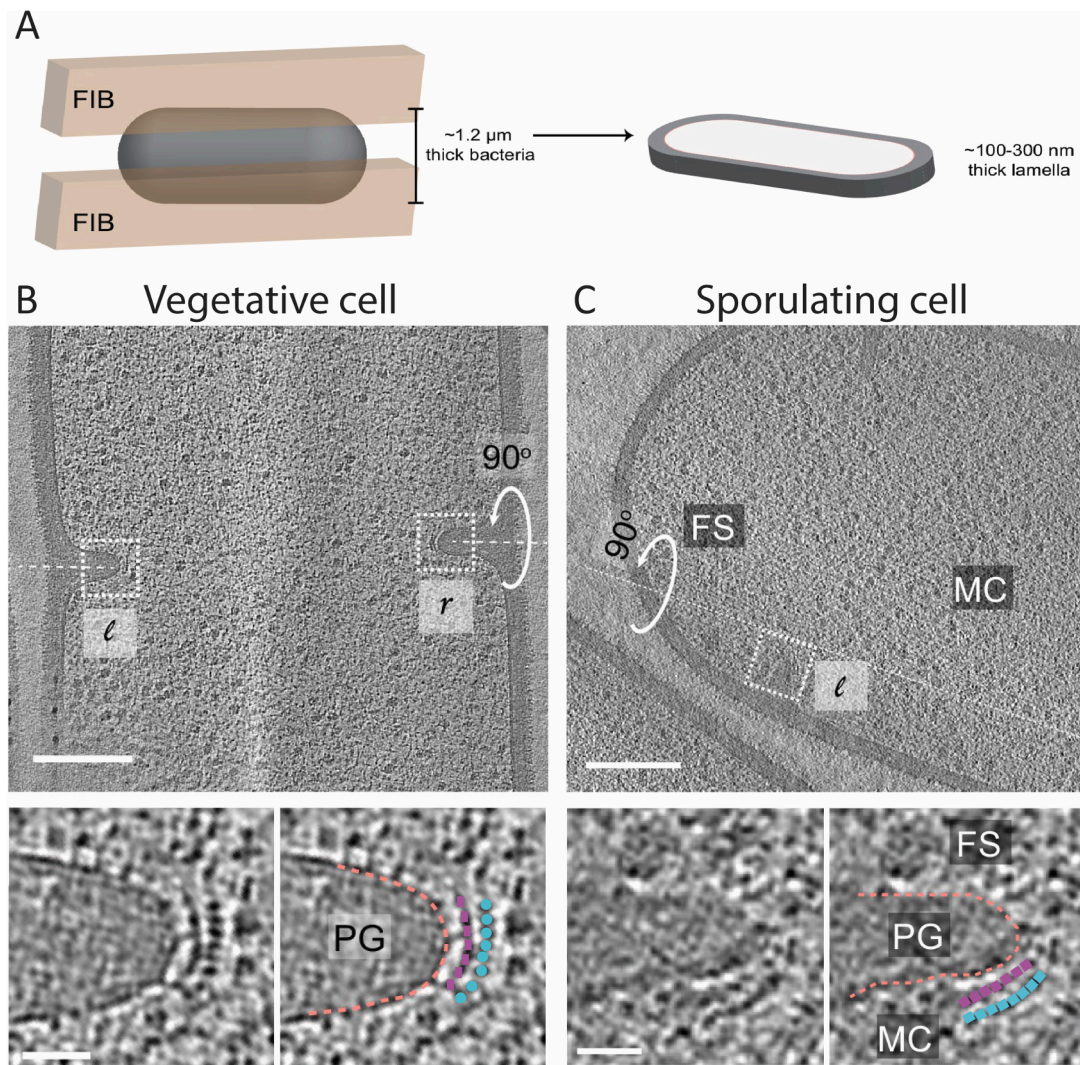 A
FIB
FIB
~1.2 µm
thick bacteria
~100-300 nm
thick lamella
B Vegetative cell
C Sporulating cell
90°
ℓ
r
90°
FS
MC
ℓ
PG
FS
PG
MC